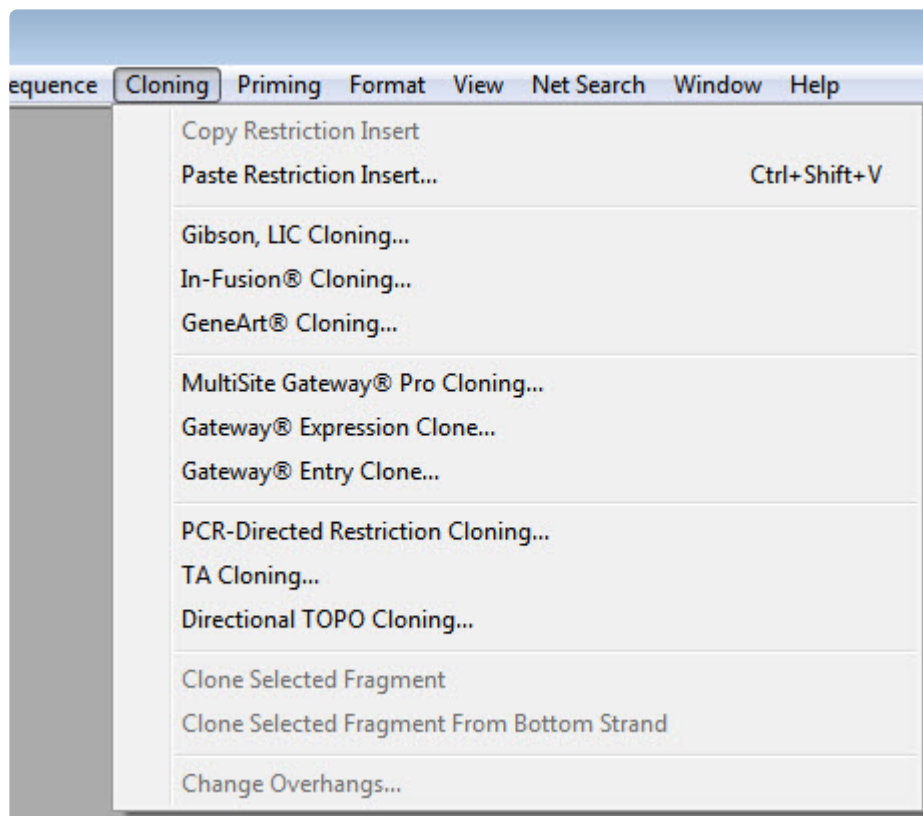 equence Cloning Priming Format View Net Search Window Help
Copy Restriction Insert
Paste Restriction Insert... Ctrl+Shift+V
Gibson, LIC Cloning...
In-Fusion® Cloning...
GeneArt® Cloning...
MultiSite Gateway® Pro Cloning...
Gateway® Expression Clone...
Gateway® Entry Clone...
PCR-Directed Restriction Cloning...
TA Cloning...
Directional TOPO Cloning...
Clone Selected Fragment
Clone Selected Fragment From Bottom Strand
Change Overhangs...